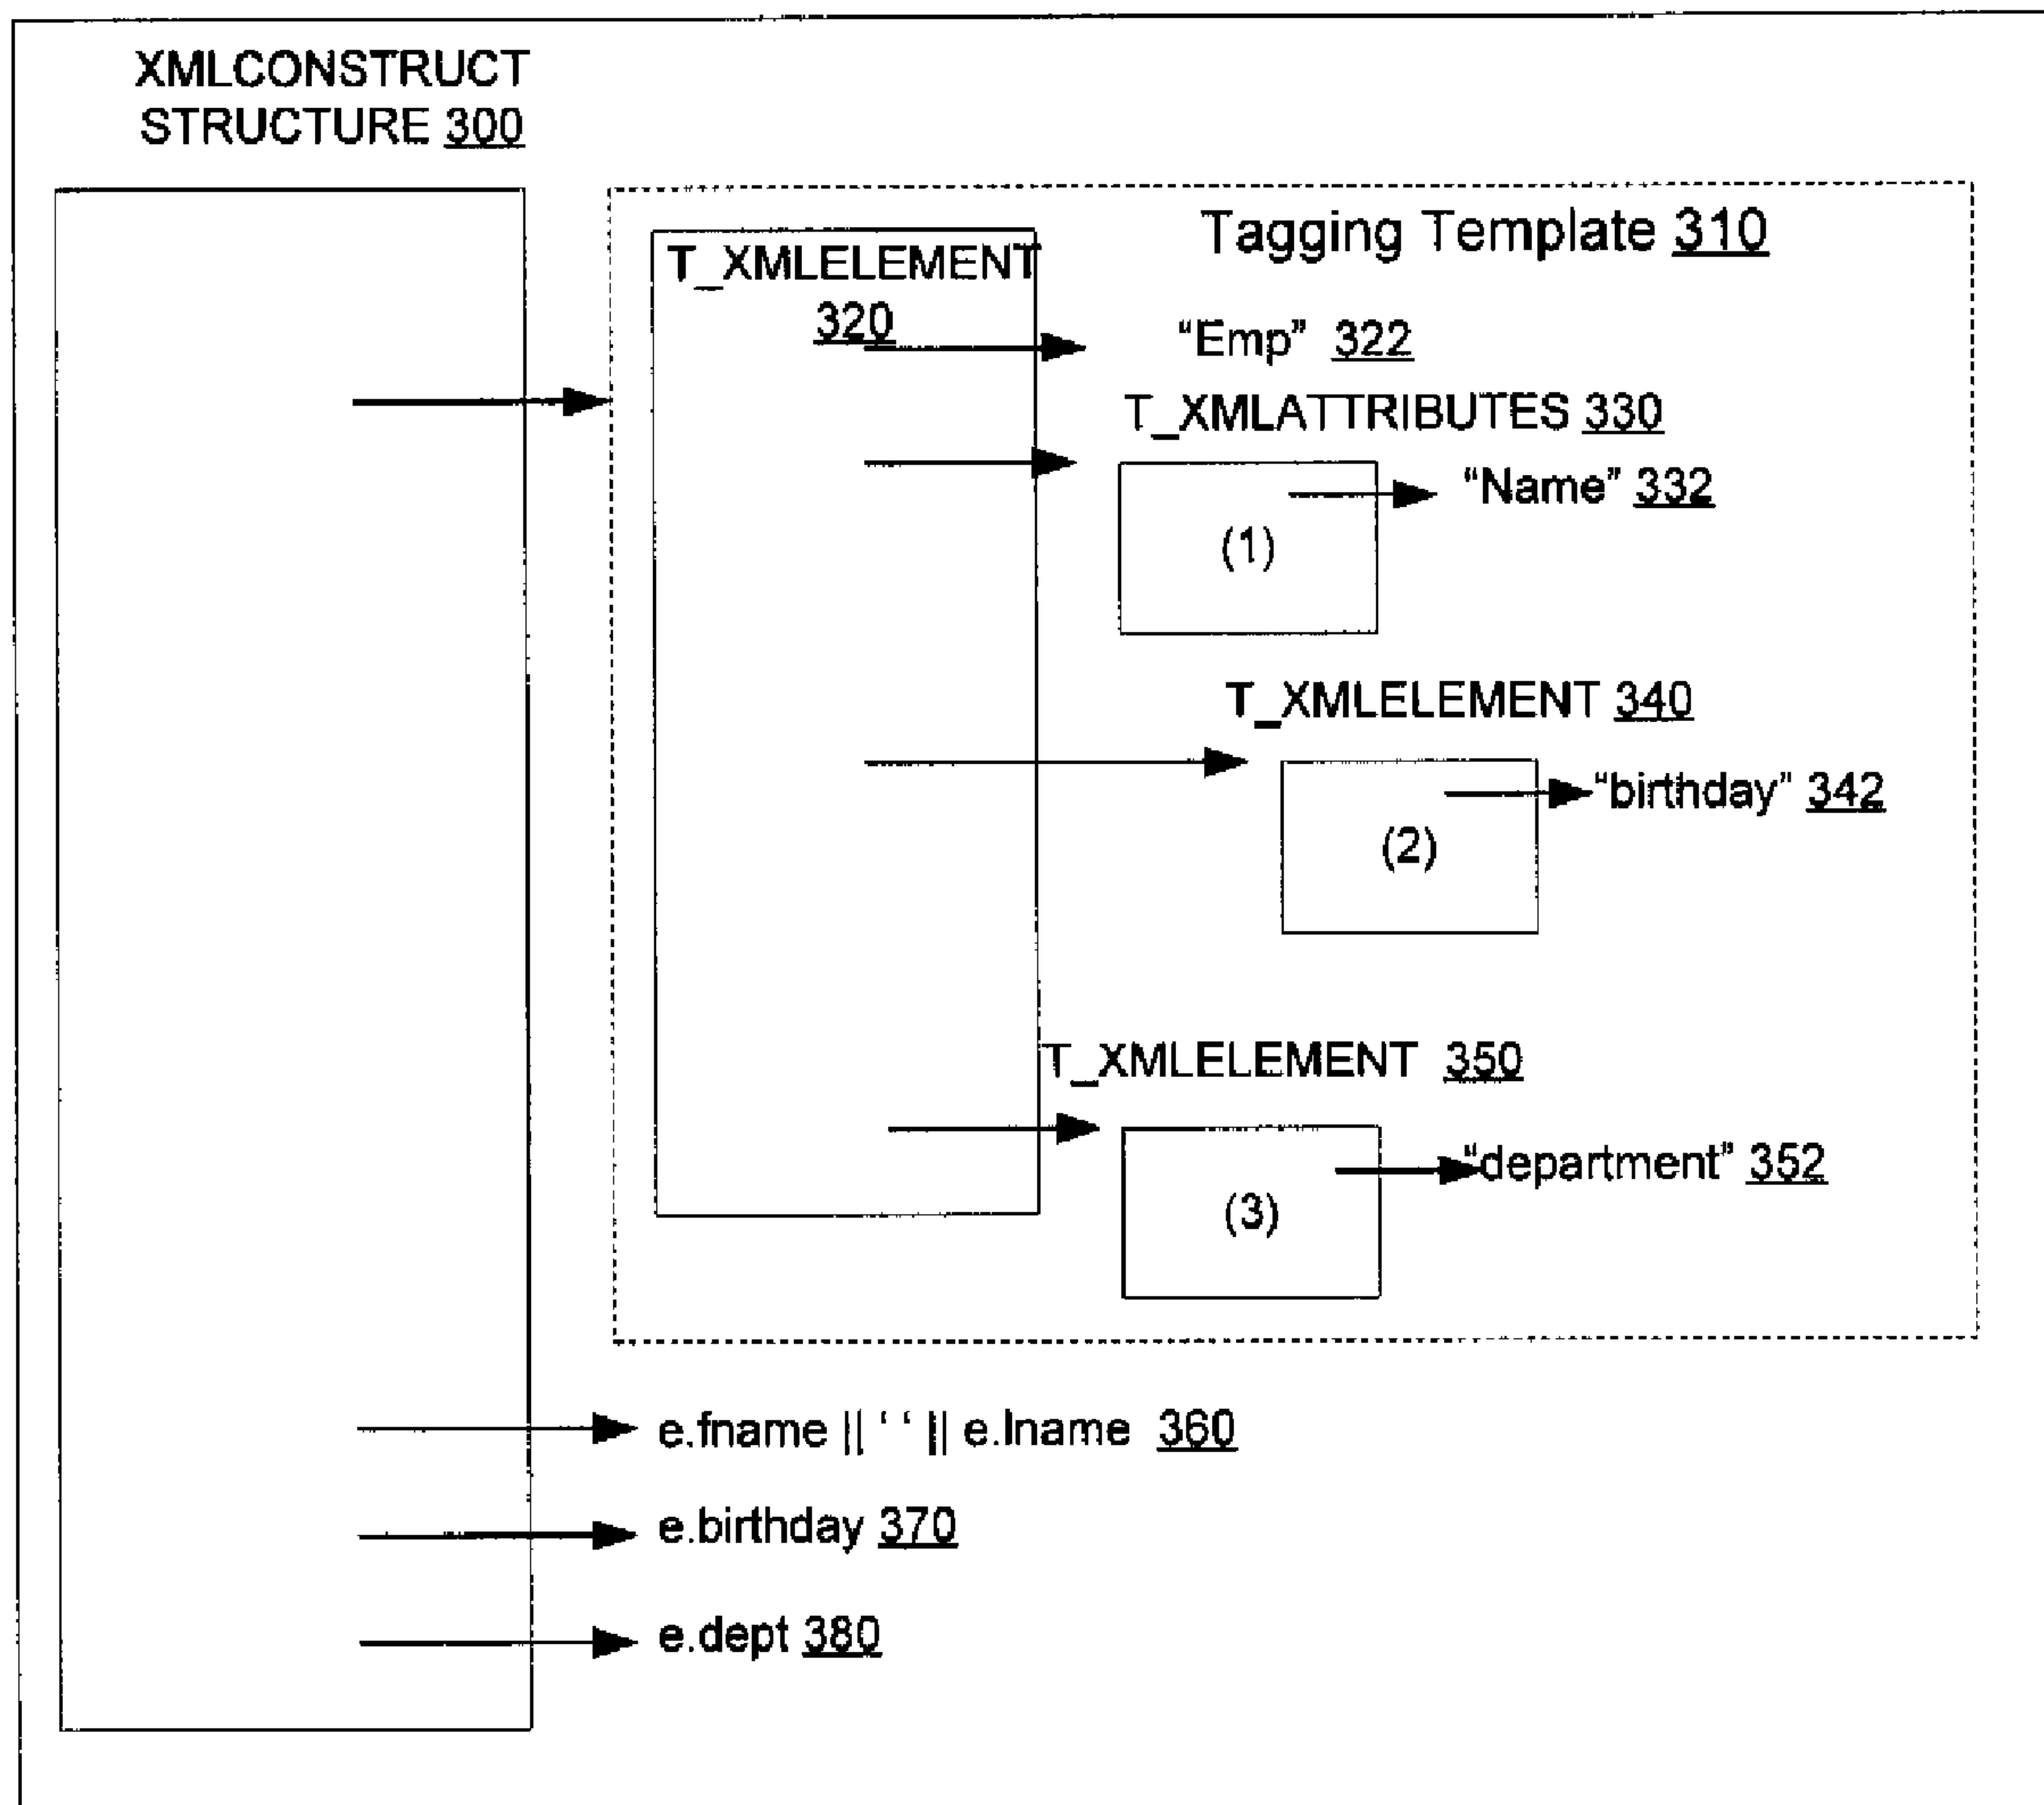 XMLCONSTRUCT
STRUCTURE 300
Tagging Template 310
T_XMLELEMENT
320
“Emp” 322
T_XMLATTRIBUTES 330
“Name” 332
(1)
T_XMLELEMENT 340
“birthday” 342
(2)
T_XMLELEMENT 350
“department” 352
(3)
e.fname || ‘ ‘ || e.lname 360
e.birthday 370
e.dept 380